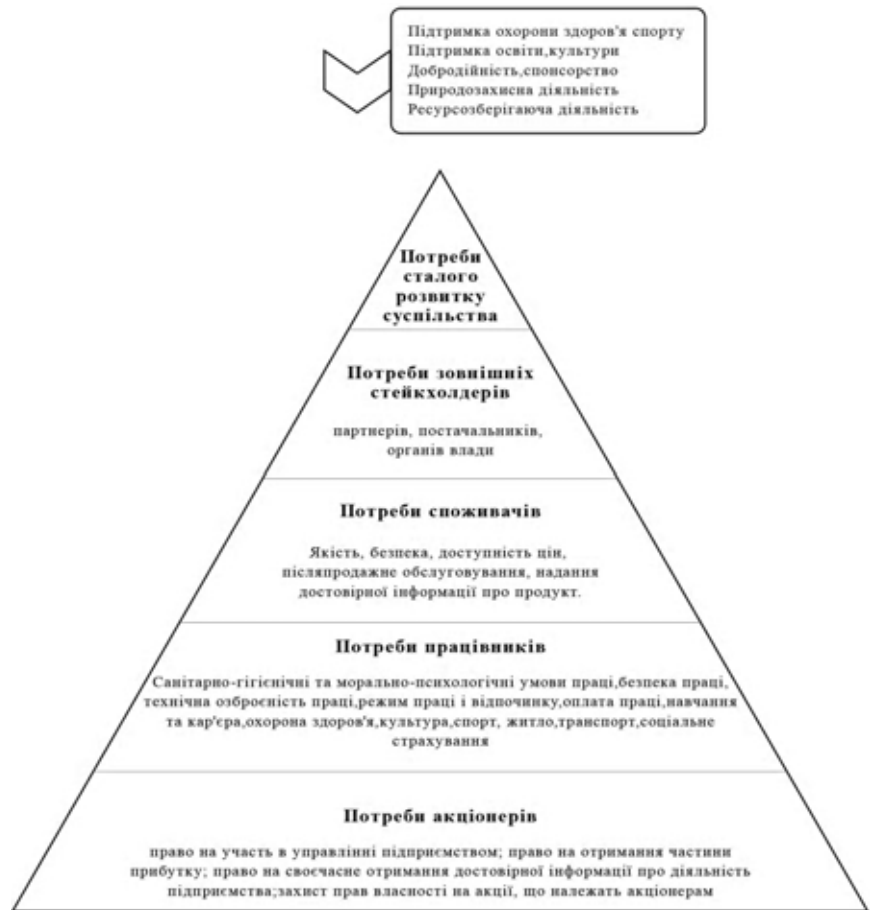 Підтримка охорони здоров'я спорту
Підтримка освіти,культури
Добродійність,спонсорство
Природозахисна діяльність
Ресурсозберігаюча діяльність
Потреби
сталого
розвитку
суспільства
Потреби зовнішніх
стейкхолдерів
партнерів, постачальників,
органів влади
Потреби споживачів
Якість, безпека, доступність цін,
післяпродажне обслуговування, надання
достовірної інформації про продукт.
Потреби працівників
Санітарно-гігієнічні та морально-психологічні умови праці,безпека праці,
технічна озброєність праці,режим праці і відпочинку,оплата праці,навчання
та кар'єра,охорона здоров'я,культура,спорт, житло,транспорт,соціальне
страхування
Потреби акціонерів
право на участь в управлінні підприємством; право на отримання частини
прибутку; право на своєчасне отримання достовірної інформації про діяльність
підприємства;захист прав власності на акції, що належать акціонерам